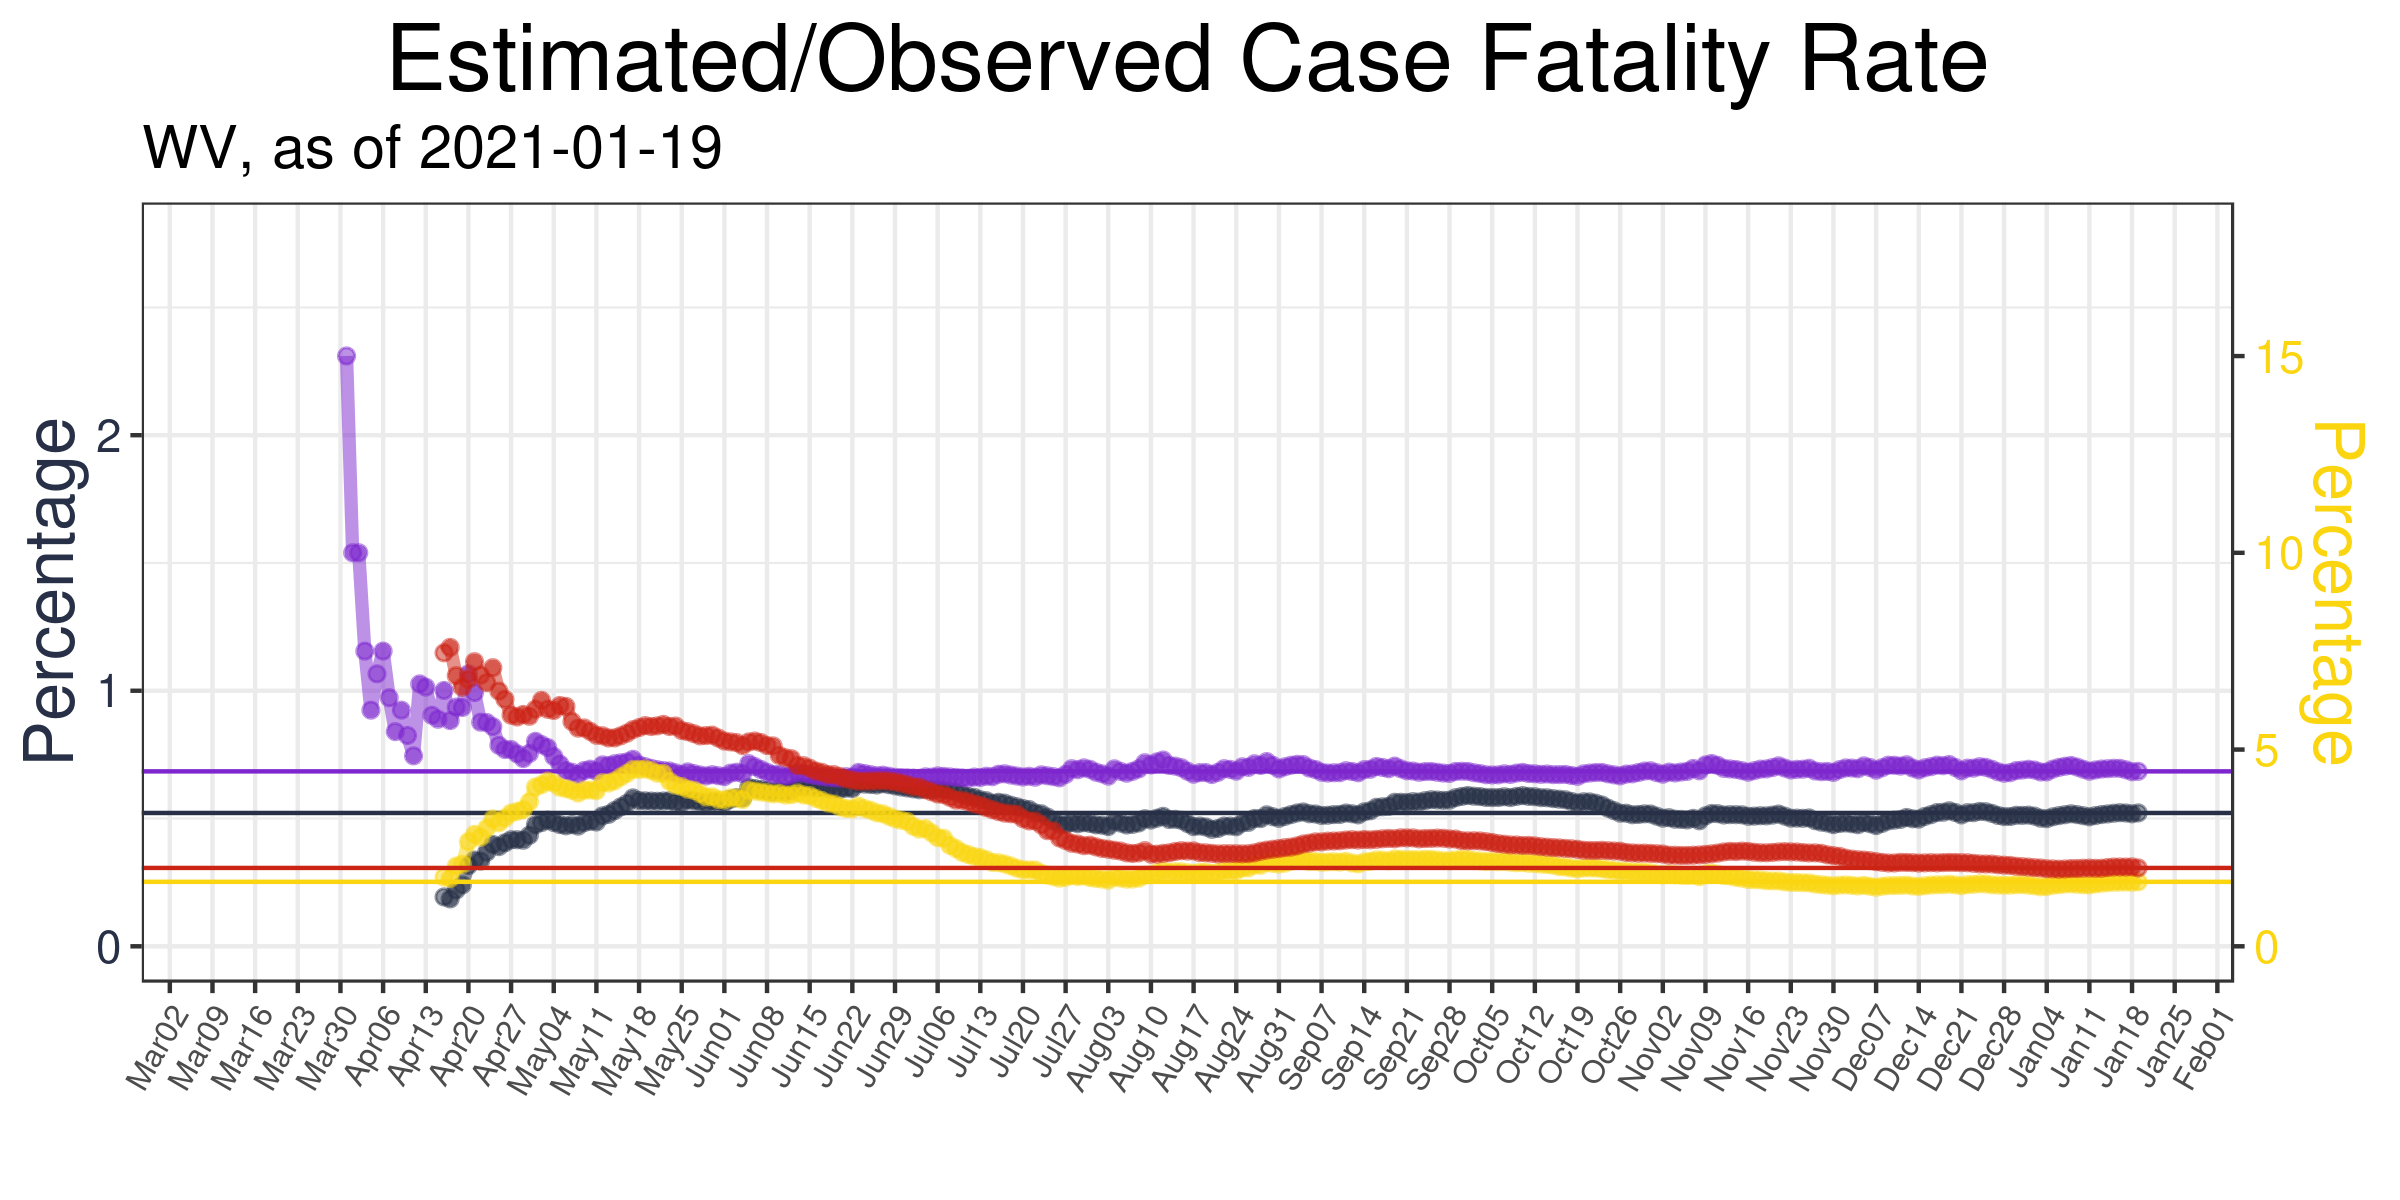 Estimated/Observed Case Fatality Rate
WV, as of 2021-01-19
Percentage
2
1
0
15
10
5
0
Percentage
Mar02 Mar09 Mar16 Mar23 Mar30 Apr06 Apr13 Apr20 Apr27 May04 May11 May18 May25 Jun01 Jun08 Jun15 Jun22 Jun29 Jul06 Jul13 Jul20 Jul27 Aug03 Aug10 Aug17 Aug24 Aug31 Sep07 Sep14 Sep21 Sep28 Oct05 Oct12 Oct19 Oct26 Nov02 Nov09 Nov16 Nov23 Nov30 Dec07 Dec14 Dec21 Dec28 Jan04 Jan11 Jan18 Jan25 Feb01